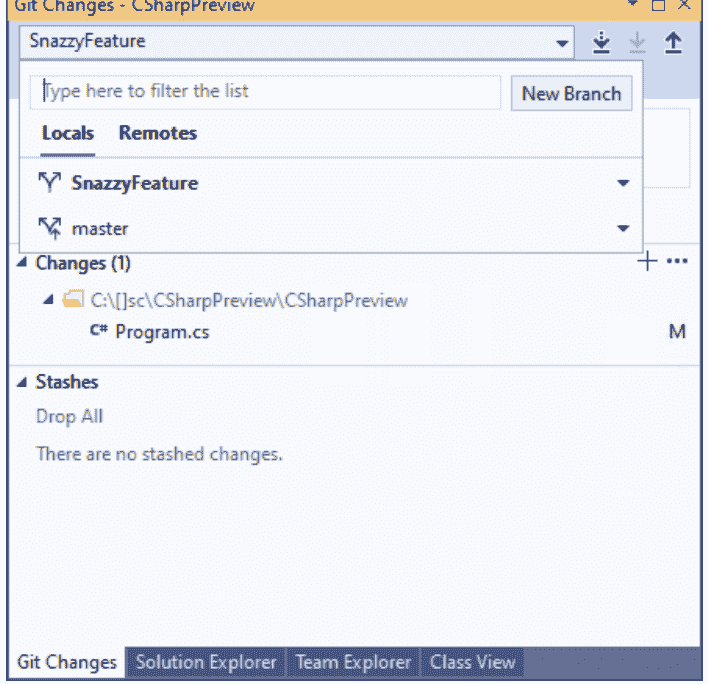 Git Changes - CSharpPreview
SnazzyFeature
Type here to filter the list
New Branch
Locals Remotes
SnazzyFeature
master
Changes (1)
C:\[]sc\CSharpPreview\CSharpPreview
C# Program.cs M
Stashes
Drop All
There are no stashed changes.
Git Changes Solution Explorer Team Explorer Class View